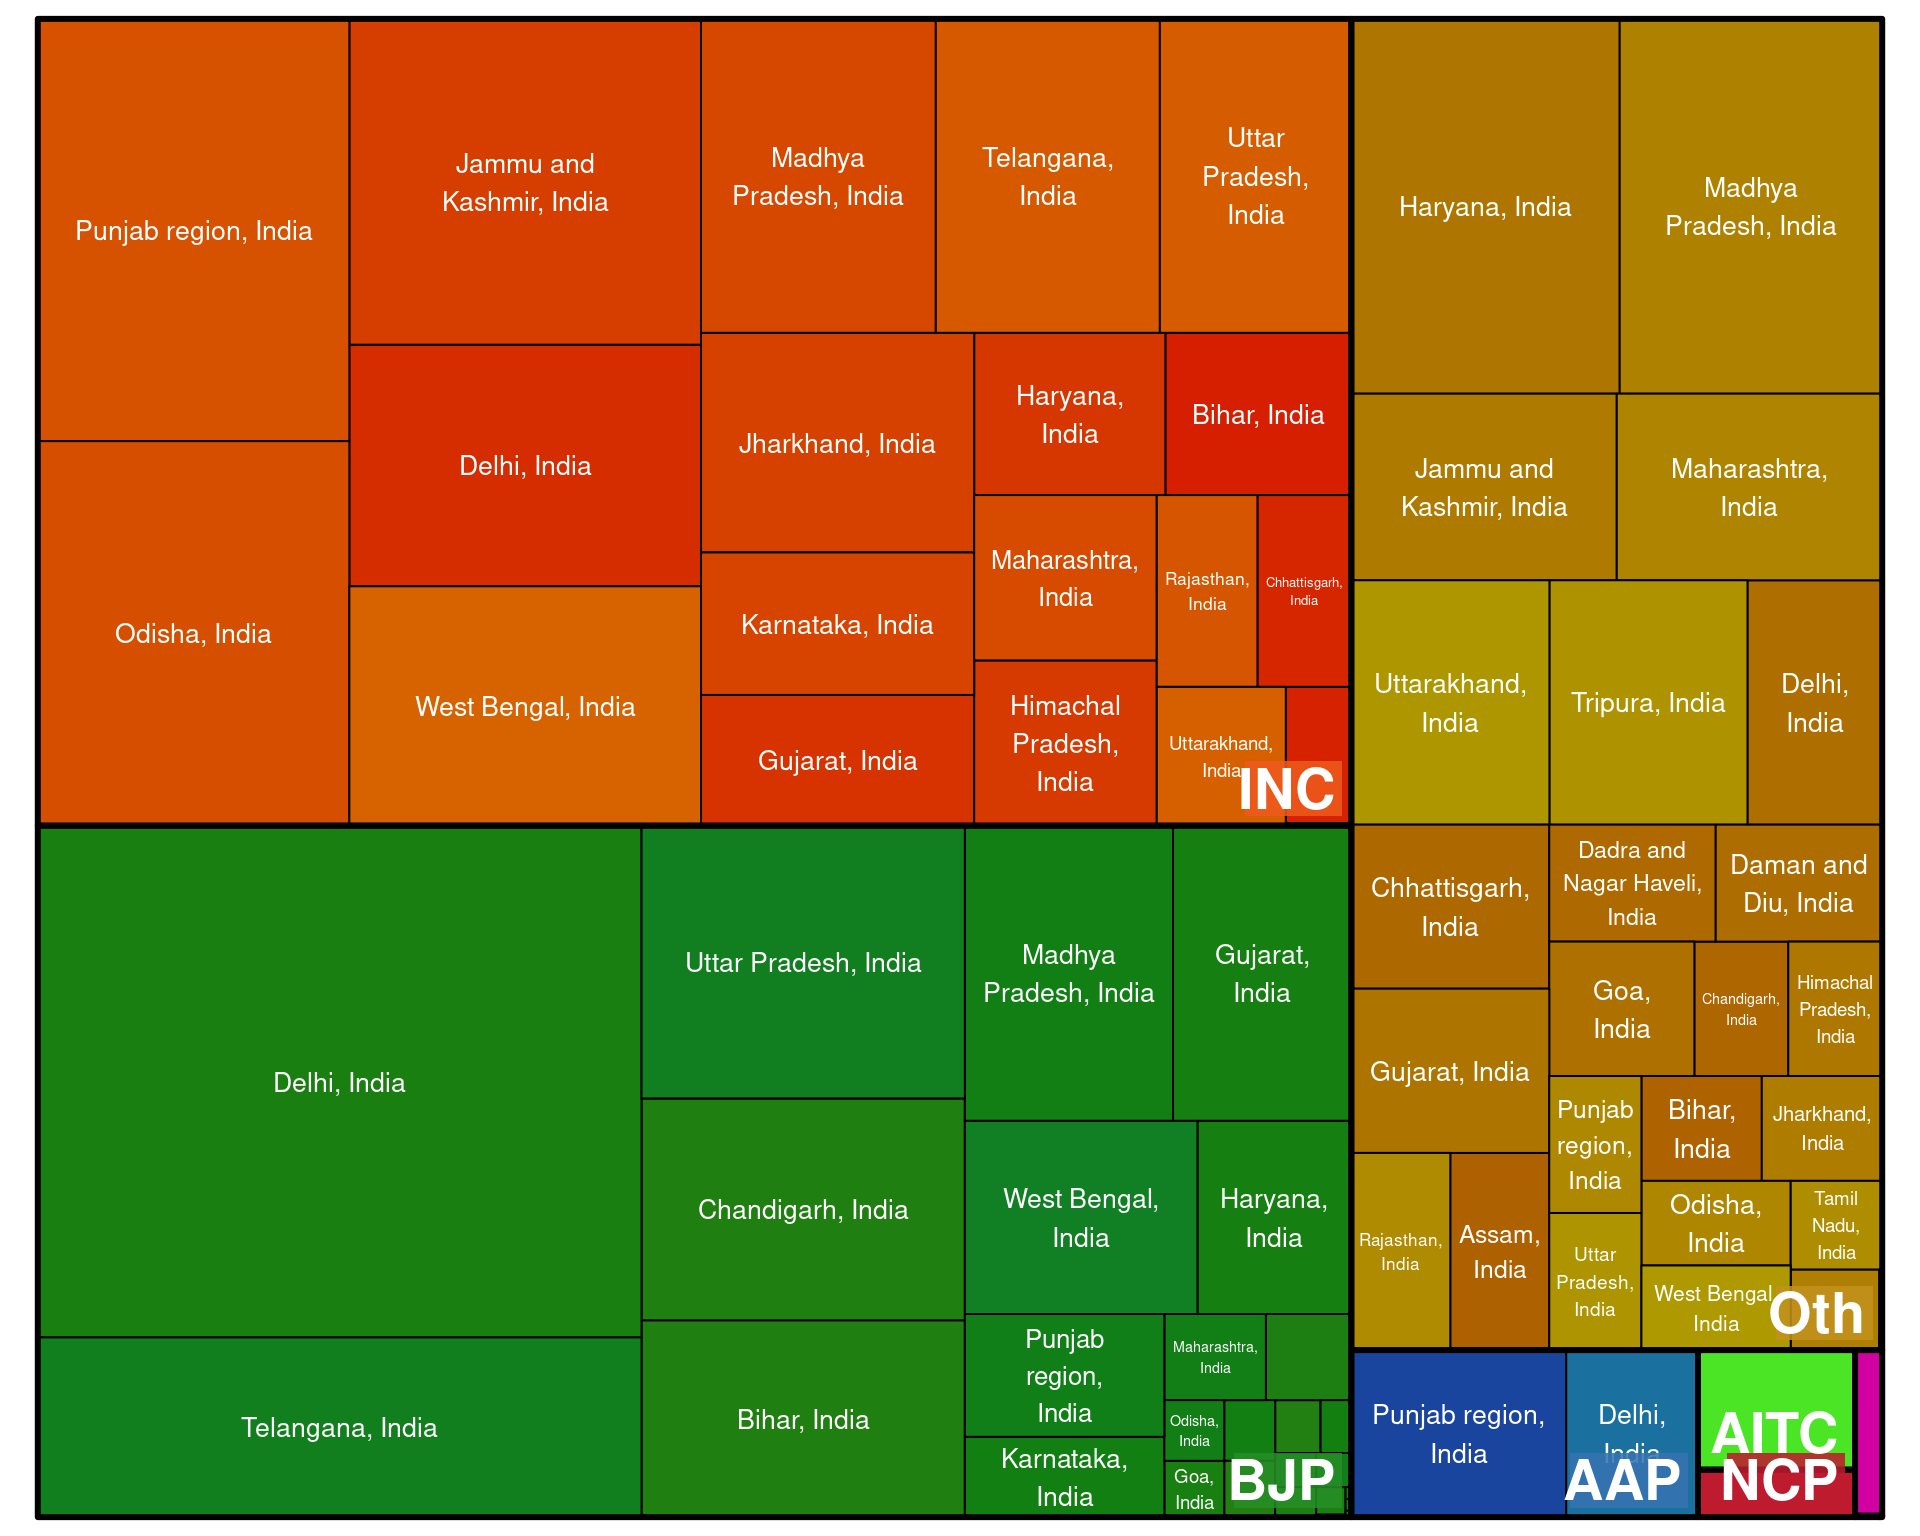 Punjab region, India
Jammu and
Kashmir, India
Madhya
Pradesh, India
Telangana,
India
Uttar
Pradesh,
India
Delhi, India
Odisha, India
West Bengal, India
Jharkhand, India
Haryana,
India
Bihar, India
Karnataka, India
Maharashtra,
India
Rajasthan,
India
Chhattisgarh,
India
Gujarat, India
Himachal
Pradesh,
India
Uttarakhand,
India
INC
Haryana, India
Madhya
Pradesh, India
Jammu and
Kashmir, India
Maharashtra,
India
Uttarakhand,
India
Tripura, India
Delhi,
India
Chhattisgarh,
India
Dadra and
Nagar Haveli,
India
Daman and
Diu, India
Goa,
India
Chandigarh,
India
Himachal
Pradesh,
India
Gujarat, India
Punjab
region,
India
Bihar,
India
Jharkhand,
India
Rajasthan,
India
Assam,
India
Uttar
Pradesh,
India
Odisha,
India
Tamil
Nadu,
India
West Bengal,
India
Oth
Delhi, India
Uttar Pradesh, India
Madhya
Pradesh, India
Gujarat,
India
Chandigarh, India
West Bengal,
India
Haryana,
India
Telangana, India
Bihar, India
Punjab
region,
India
Maharashtra,
India
Odisha,
India
Karnataka,
India
Goa,
India
BJP
Punjab region,
India
Delhi,
India
AAP
AITC
NCP